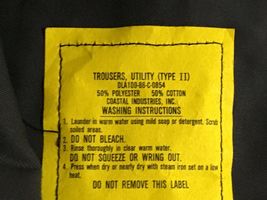 TROUSERS, UTILITY (TYPE II)
DLA100-86-C-0854
50% POLYESTER 50% COTTON
COASTAL INDUSTRIES, INC.
WASHING INSTRUCTIONS
1. Launder in warm water using mild soap or detergent. Scrub
soiled areas.
2. DO NOT BLEACH.
3. Rinse thoroughly in clear warm water.
DO NOT SQUEEZE OR WRING OUT.
4. Press when dry or nearly dry with steam iron set on a low
heat.
DO NOT REMOVE THIS LABEL